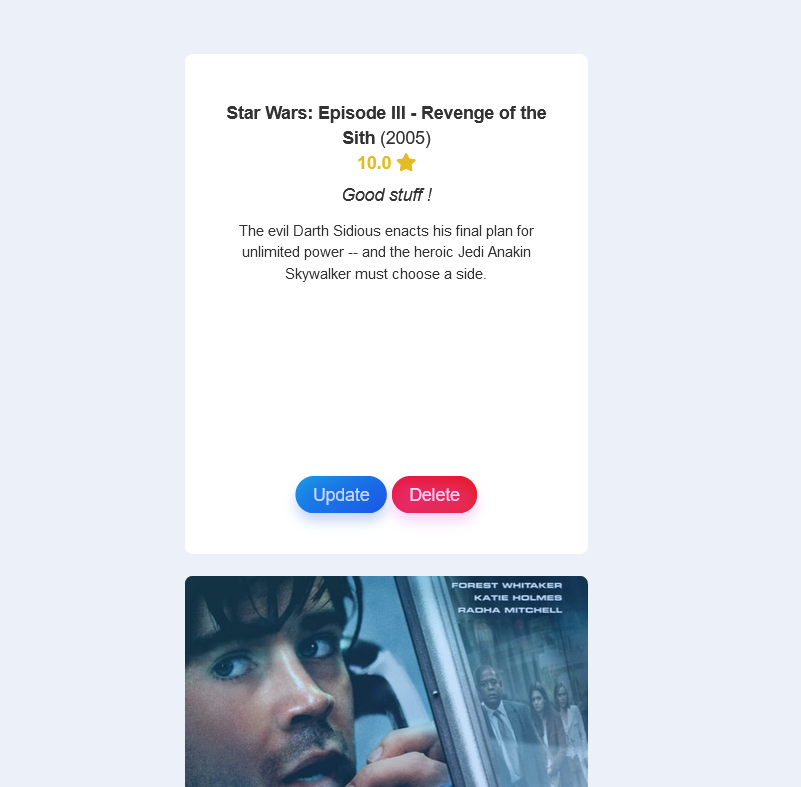 Star Wars: Episode III - Revenge of the
Sith (2005)
10.0
Good stuff !
The evil Darth Sidious enacts his final plan for
unlimited power -- and the heroic Jedi Anakin
Skywalker must choose a side.
Update
Delete
FOREST WHITAKER
KATIE HOLMES
RADHA MITCHELL